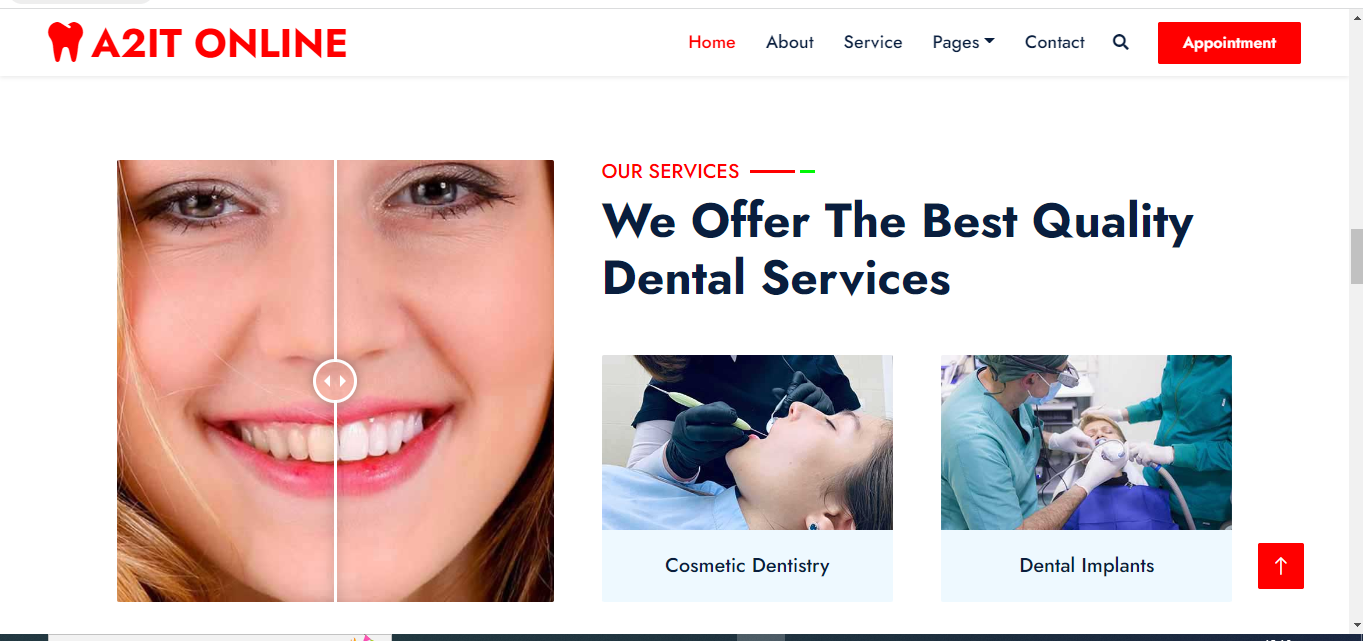 A2IT ONLINE
Home About Service Pages Contact Appointment
OUR SERVICES
We Offer The Best Quality
Dental Services
Cosmetic Dentistry
Dental Implants